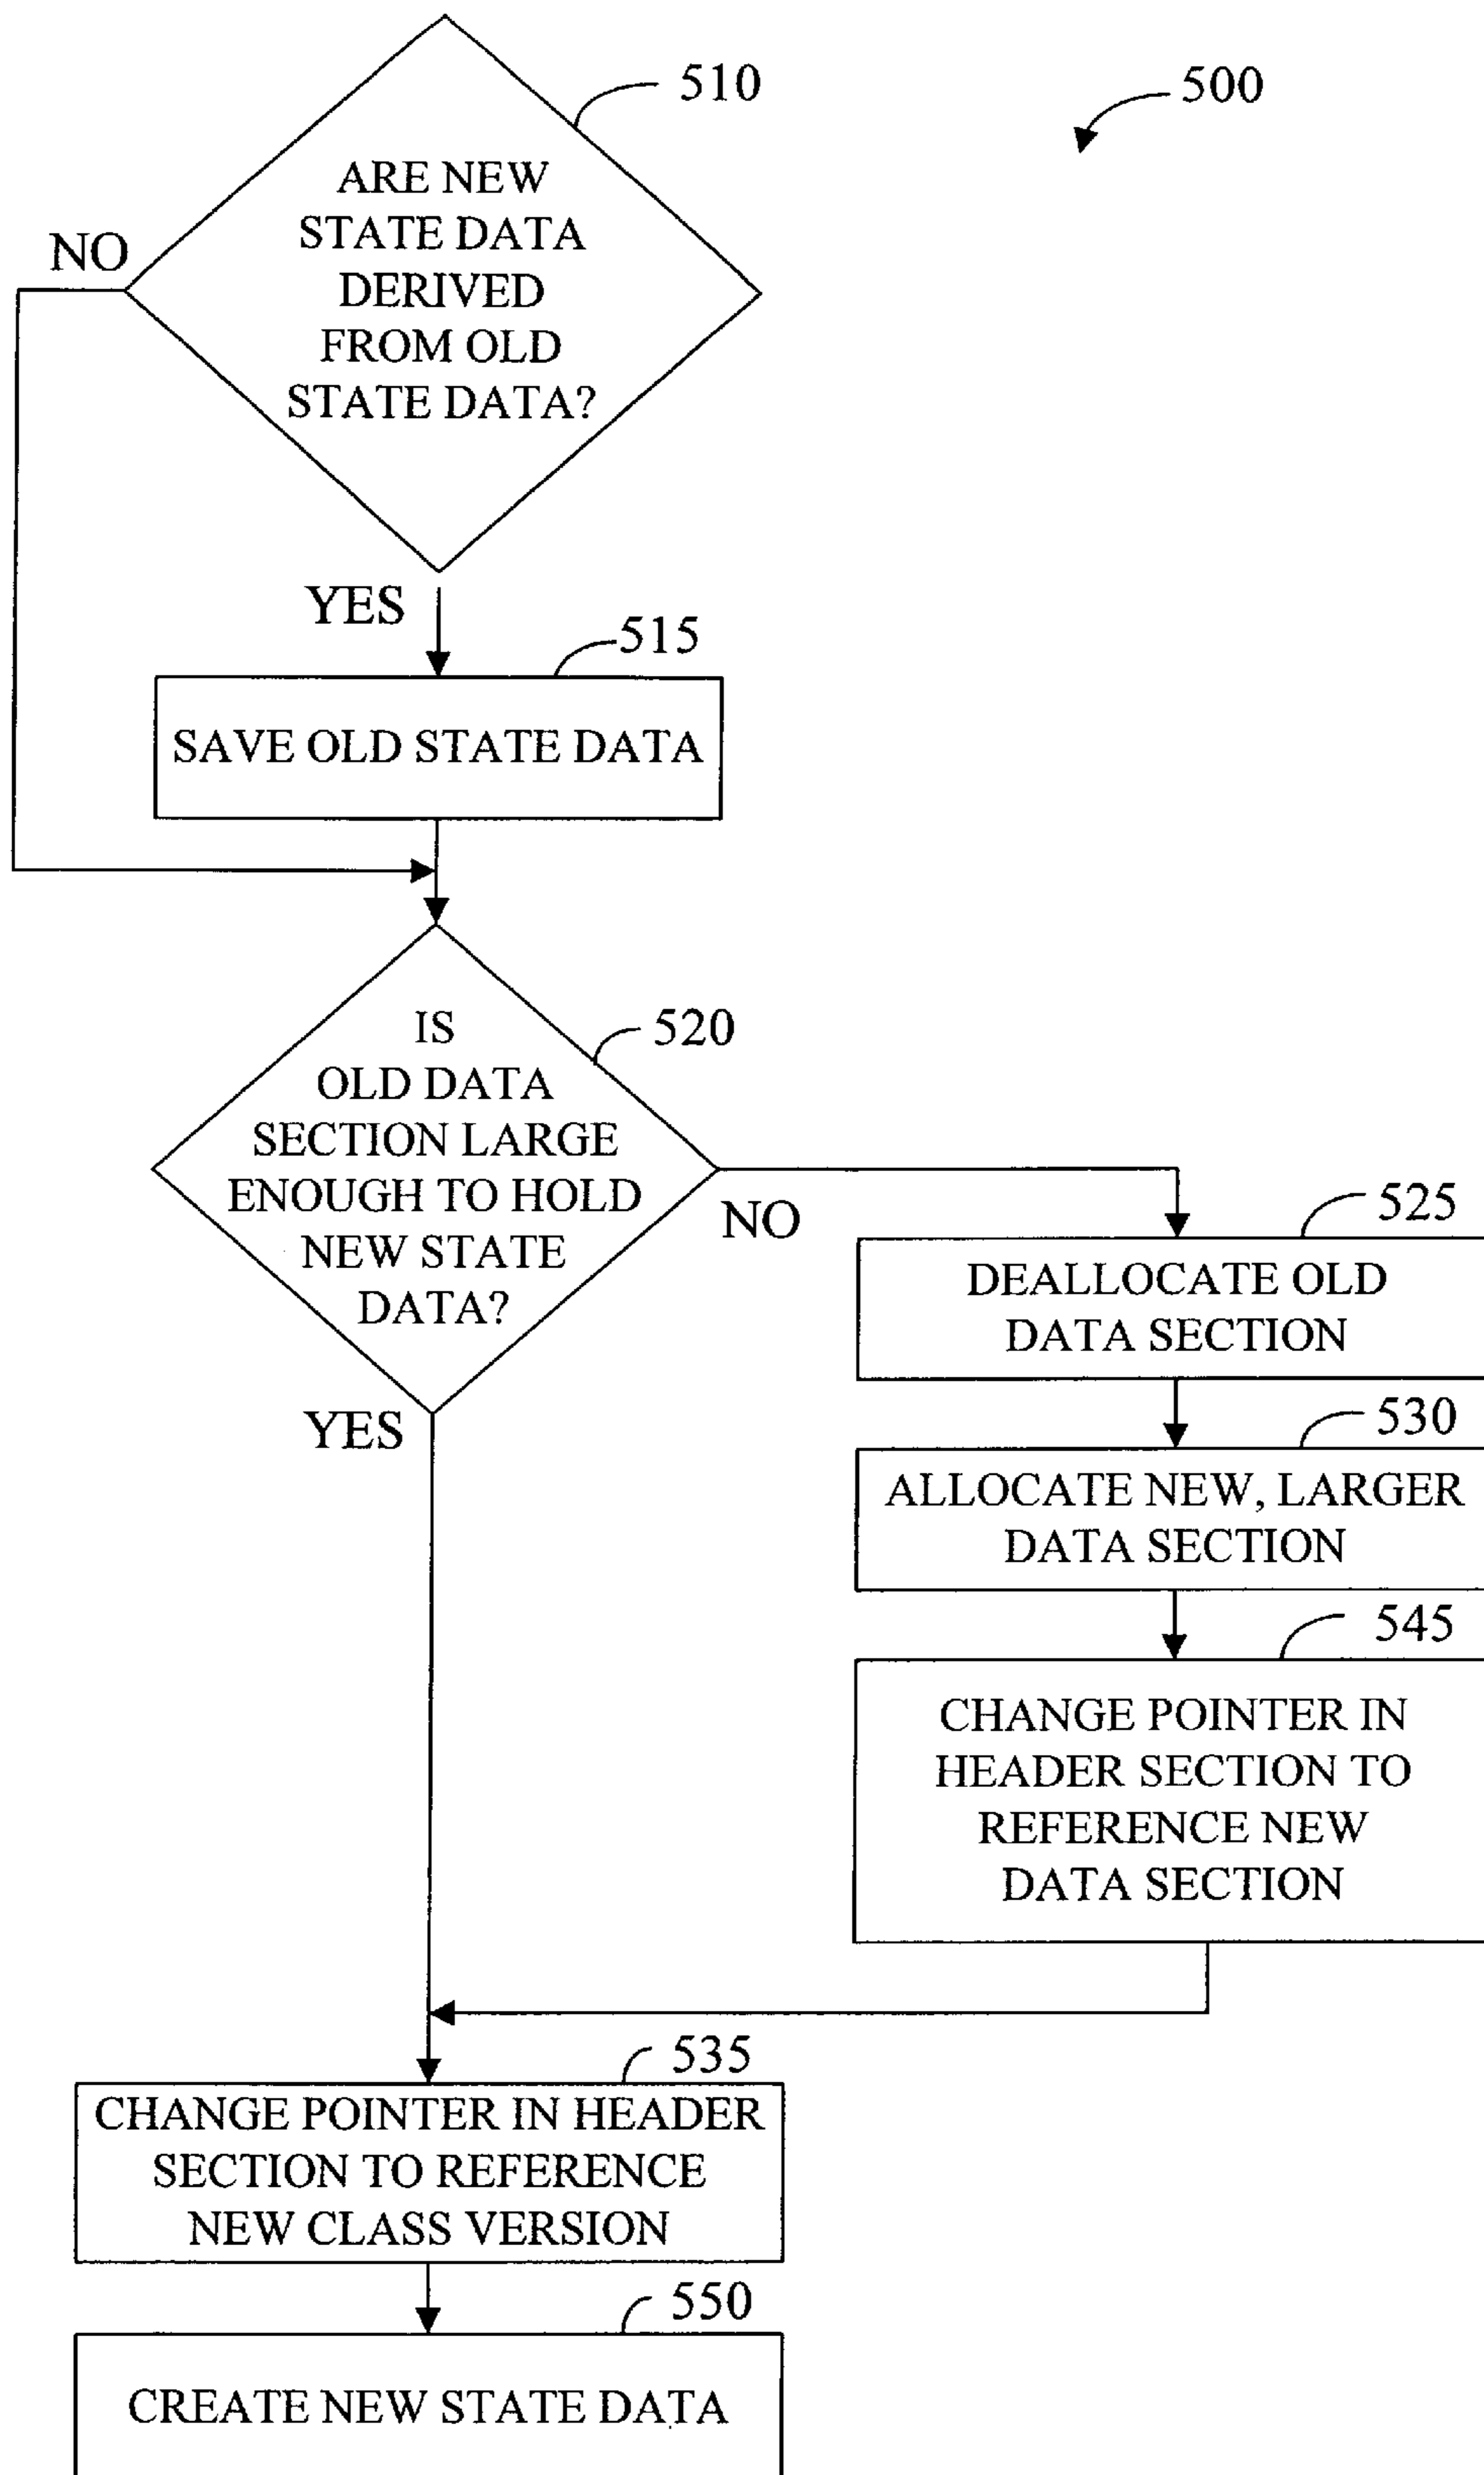 510
500
ARE NEW
STATE DATA
DERIVED
FROM OLD
STATE DATA?
NO
YES
515
SAVE OLD STATE DATA
IS
OLD DATA
SECTION LARGE
ENOUGH TO HOLD
NEW STATE
DATA?
520
NO
YES
525
DEALLOCATE OLD
DATA SECTION
530
ALLOCATE NEW, LARGER
DATA SECTION
545
CHANGE POINTER IN
HEADER SECTION TO
REFERENCE NEW
DATA SECTION
535
CHANGE POINTER IN HEADER
SECTION TO REFERENCE
NEW CLASS VERSION
550
CREATE NEW STATE DATA